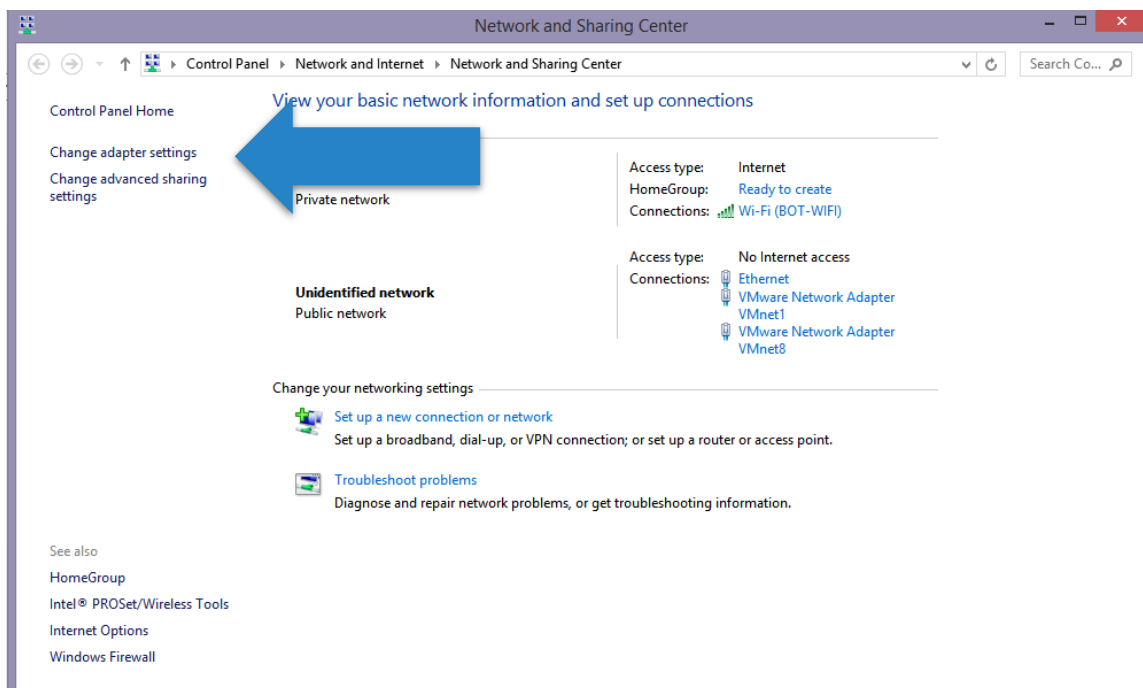 Network and Sharing Center
Control Panel Network and Internet Network and Sharing Center
Search Co...
Control Panel Home
Change adapter settings
Change advanced sharing
settings
View your basic network information and set up connections
Private network
Access type: Internet
HomeGroup: Ready to create
Connections: Wi-Fi (BOT-WIFI)
Unidentified network
Public network
Access type: No Internet access
Connections: Ethernet
VMware Network Adapter
VMnet1
VMware Network Adapter
VMnet8
Change your networking settings
Set up a new connection or network
Set up a broadband, dial-up, or VPN connection; or set up a router or access point.
Troubleshoot problems
Diagnose and repair network problems, or get troubleshooting information.
See also
HomeGroup
Intel® PROSet/Wireless Tools
Internet Options
Windows Firewall